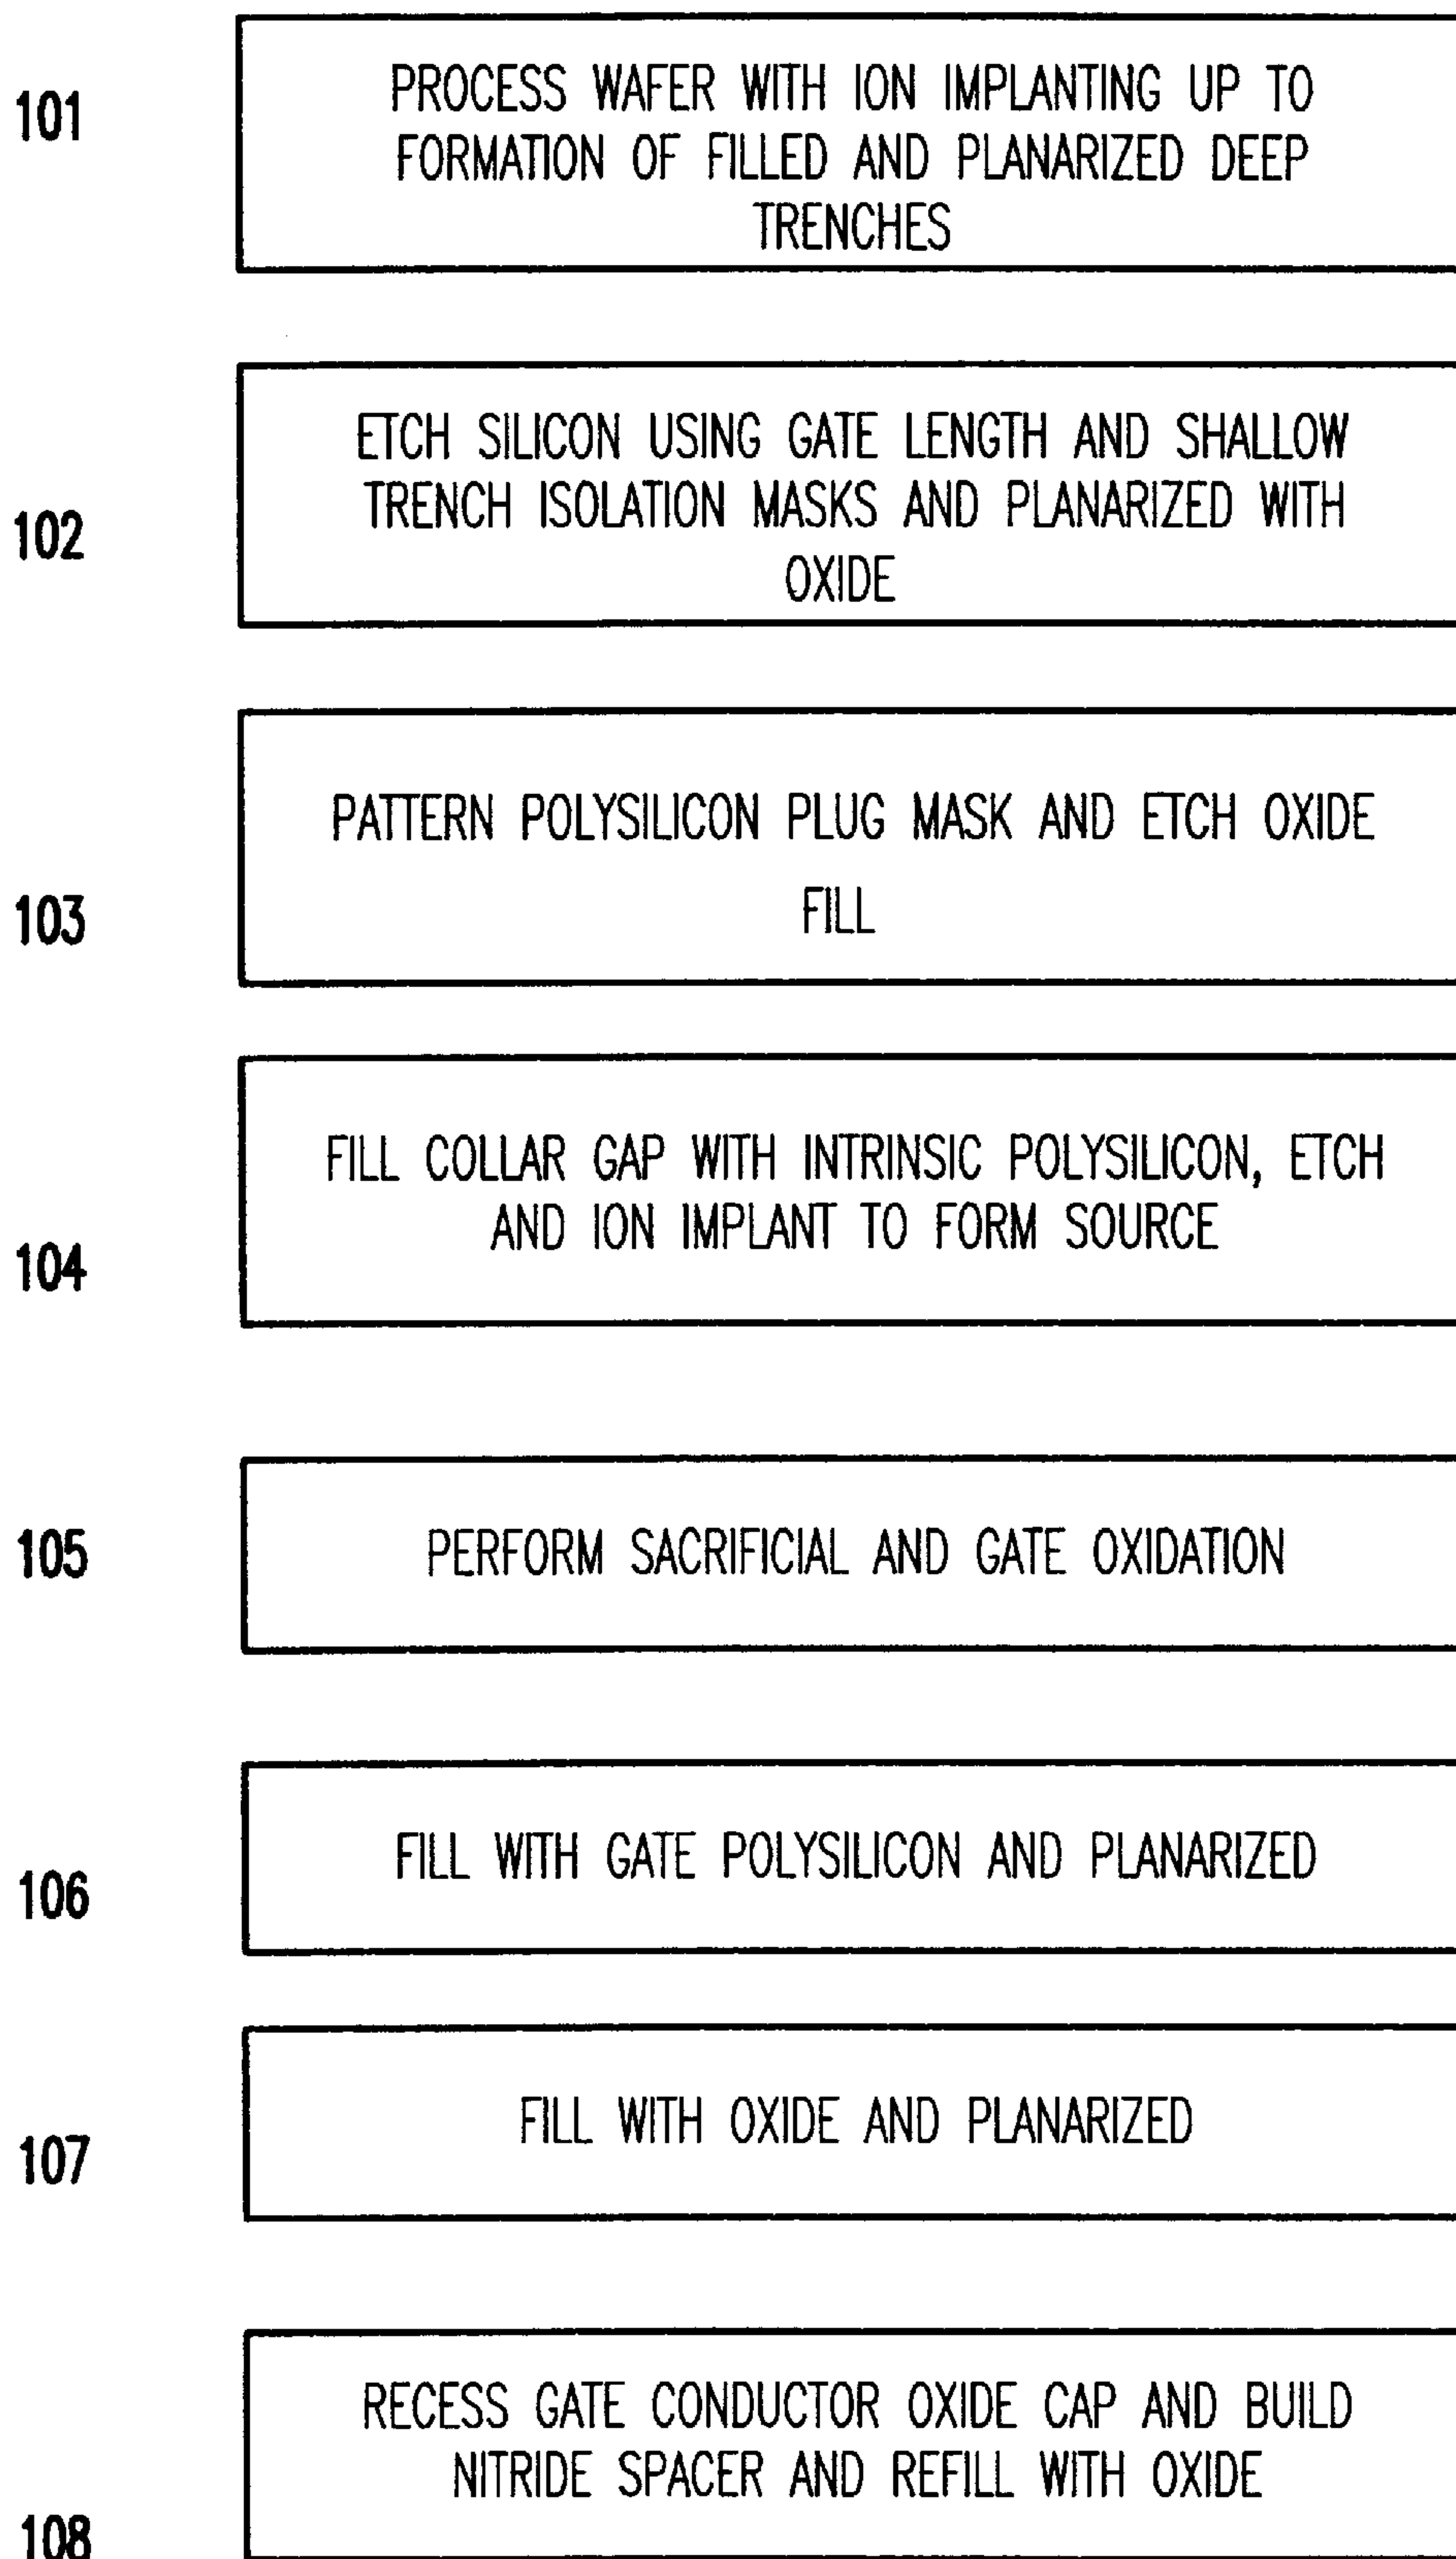 101
PROCESS WAFER WITH ION IMPLANTING UP TO
FORMATION OF FILLED AND PLANARIZED DEEP
TRENCHES
102
ETCH SILICON USING GATE LENGTH AND SHALLOW
TRENCH ISOLATION MASKS AND PLANARIZED WITH
OXIDE
103
PATTERN POLYSILICON PLUG MASK AND ETCH OXIDE
FILL
104
FILL COLLAR GAP WITH INTRINSIC POLYSILICON, ETCH
AND ION IMPLANT TO FORM SOURCE
105
PERFORM SACRIFICIAL AND GATE OXIDATION
106
FILL WITH GATE POLYSILICON AND PLANARIZED
107
FILL WITH OXIDE AND PLANARIZED
108
RECESS GATE CONDUCTOR OXIDE CAP AND BUILD
NITRIDE SPACER AND REFILL WITH OXIDE